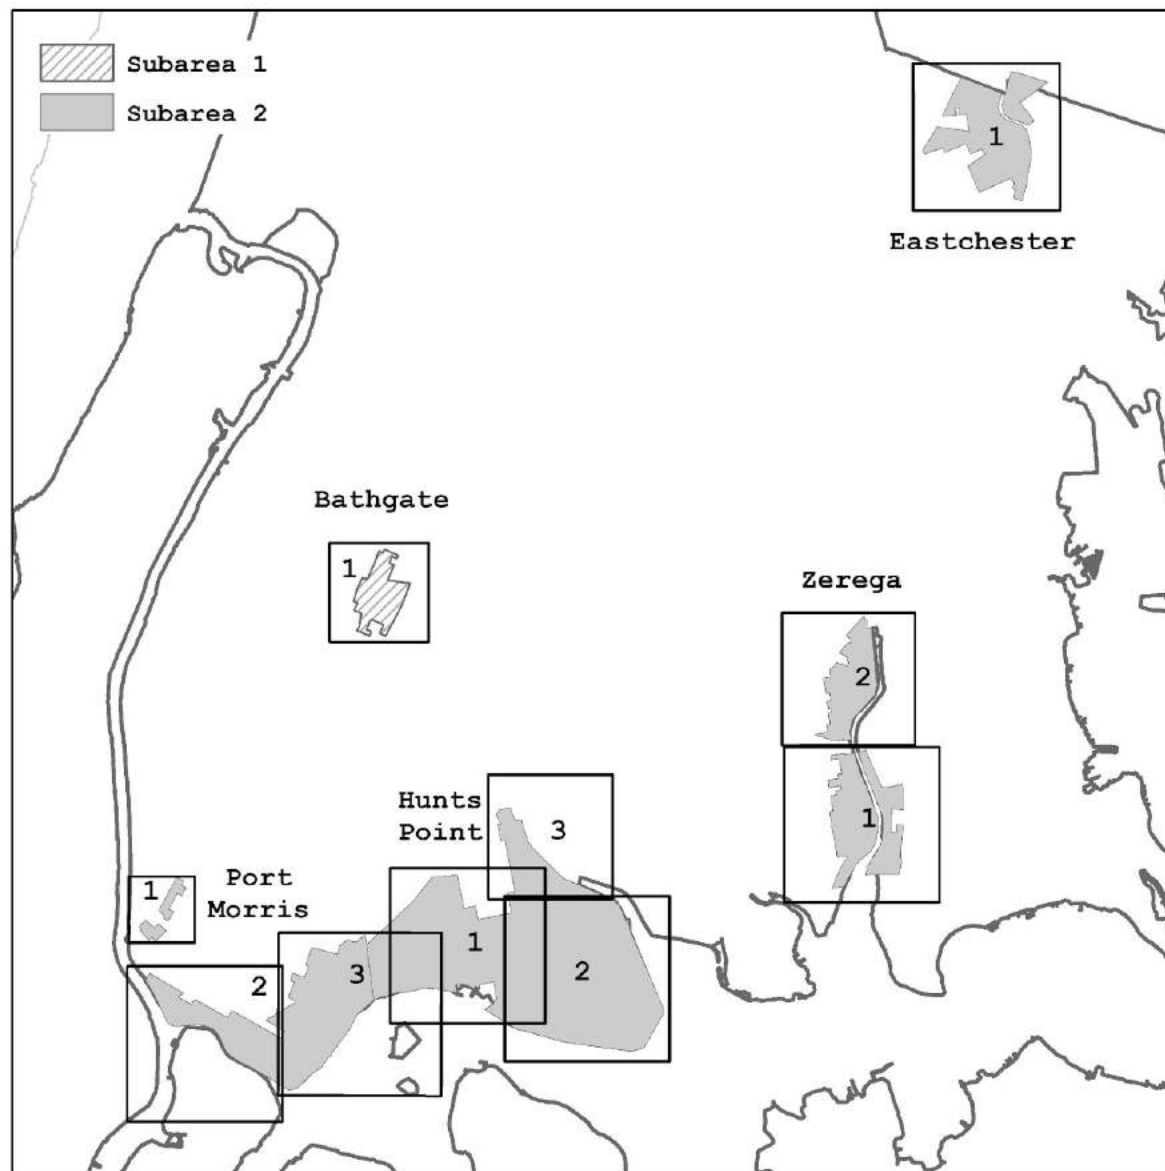 Subarea 1
Subarea 2
1
Eastchester
Bathgate
1
Zerega
2
1
Hunts
Point
3
1
2
Port
Morris
1
2
3